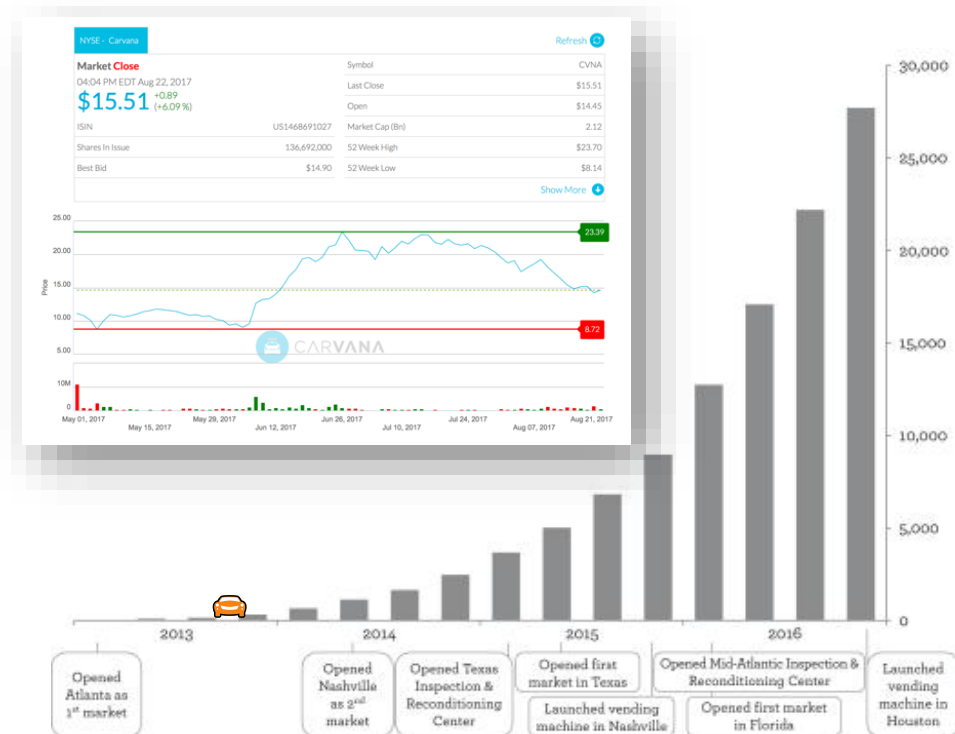 NYSE - Carvana
Refresh
Market Close
04:04 PM EDT Aug 22, 2017
$15.51 +0.89
(+6.09 %)
ISIN US1468691027
Shares In Issue 136,692,000
Best Bid $14.90
Symbol CVNA
Last Close $15.51
Open $14.45
Market Cap (Bn) 2.12
52 Week High $23.70
52 Week Low $8.14
Show More
25.00
20.00
15.00
10.00
5.00
Price
23.39
8.72
CARVANA
10M
0
May 01, 2017
May 15, 2017
May 29, 2017
Jun 12, 2017
Jun 26, 2017
Jul 10, 2017
Jul 24, 2017
Aug 07, 2017
Aug 21, 2017
30,000
25,000
20,000
15,000
10,000
5,000
0
2013
2014
2015
2016
Opened
Atlanta as
1st market
Opened
Nashville
as 2nd
market
Opened Texas
Inspection &
Reconditioning
Center
Opened first
market in Texas
Launched vending
machine in Nashville
Opened Mid-Atlantic Inspection &
Reconditioning Center
Opened first market
in Florida
Launched
vending
machine in
Houston